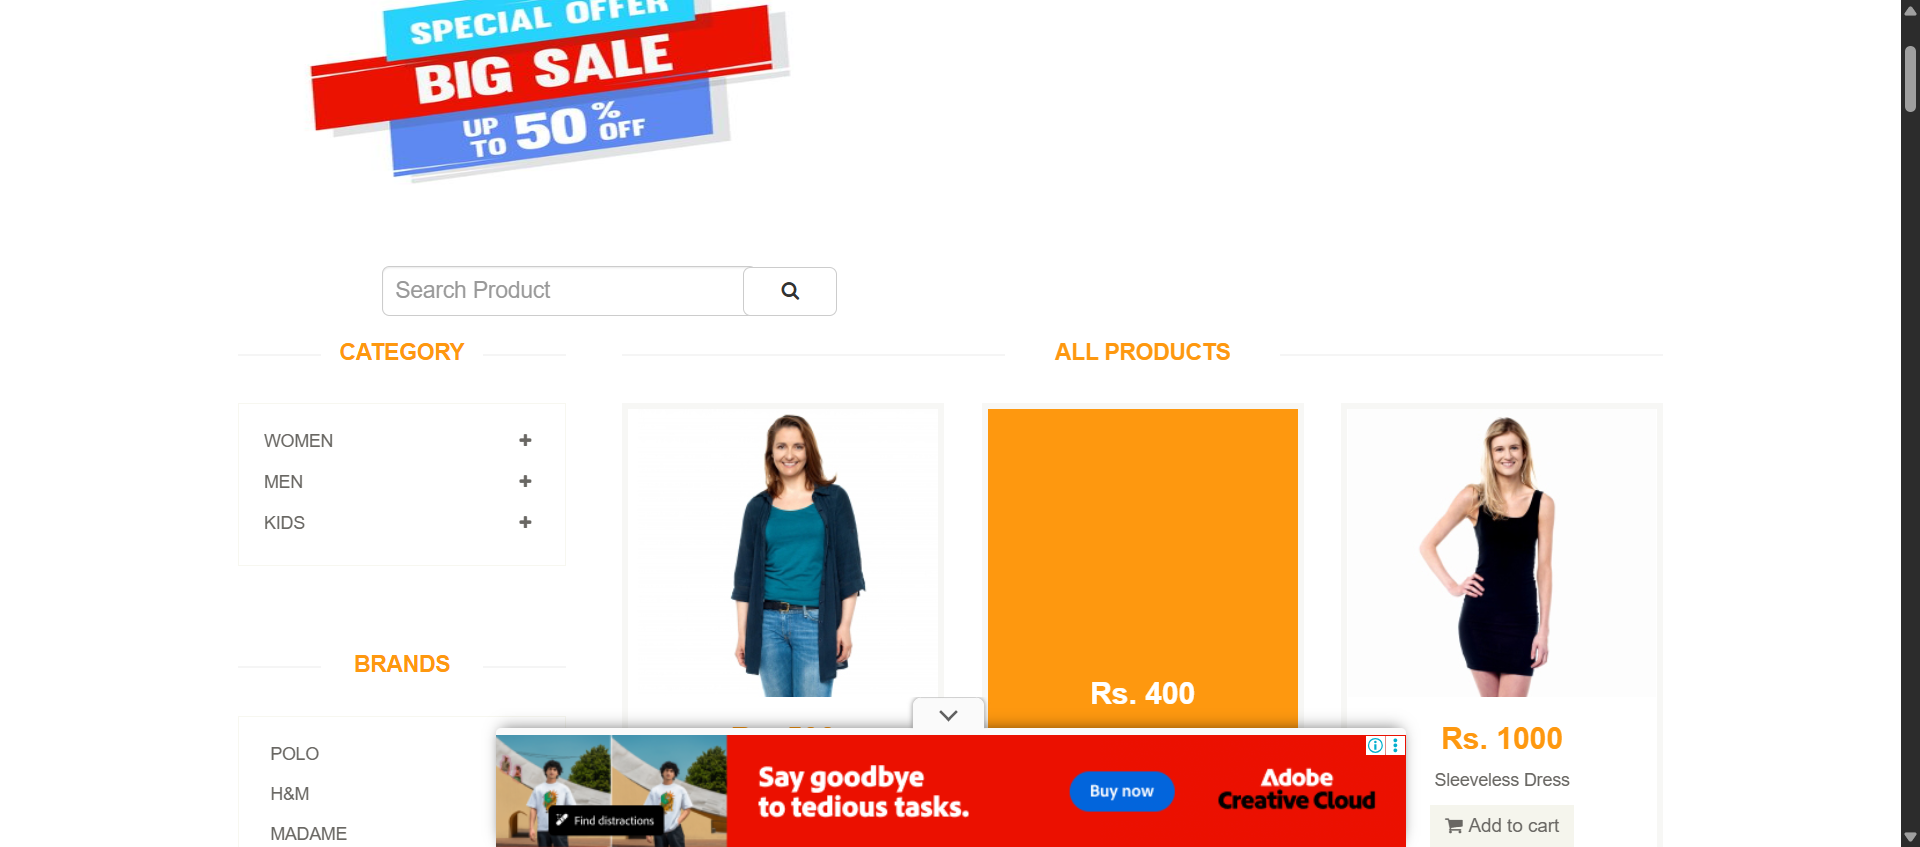 SPECIAL OFFER
BIG SALE
UP TO 50% OFF
Search Product
CATEGORY
WOMEN
MEN
KIDS
BRANDS
POLO
H&M
MADAME
ALL PRODUCTS
Rs. 400
Rs. 1000
Sleeveless Dress
Add to cart
Find distractions
Say goodbye
to tedious tasks.
Buy now
Adobe
Creative Cloud